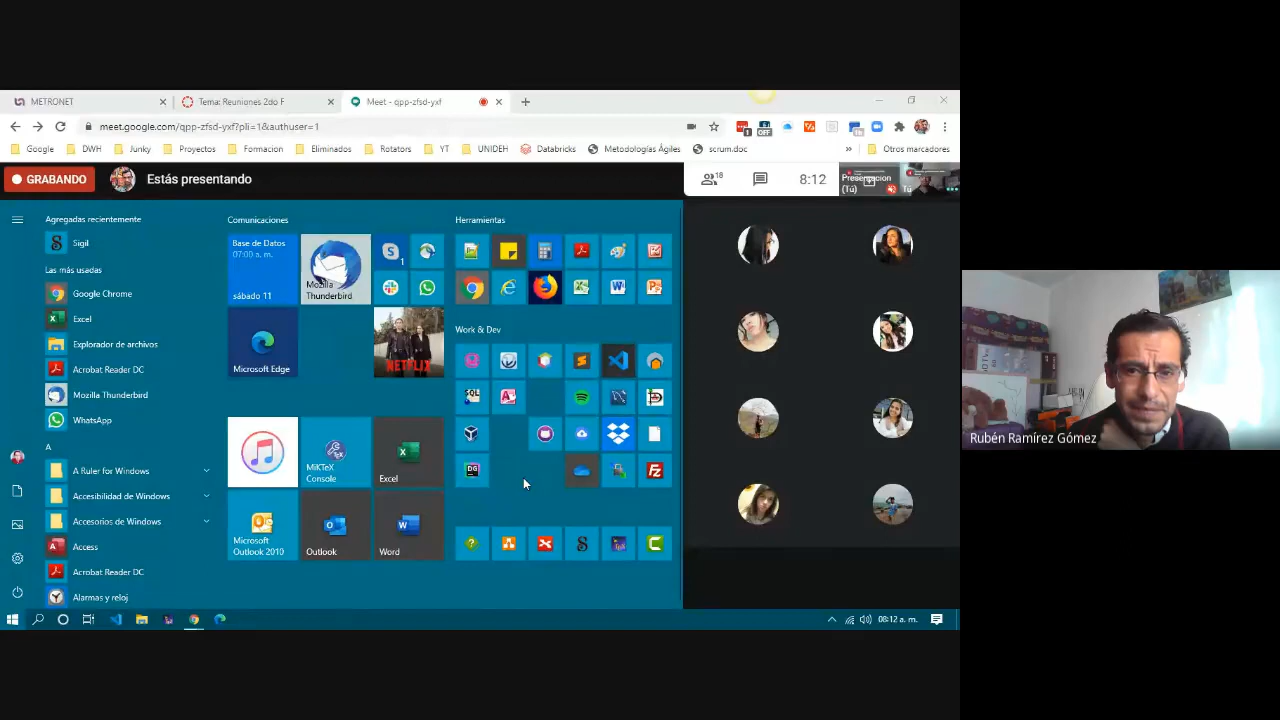 METRONET
Tema: Reuniones 2do F
Meet - qpp-zfsd-yxf
meet.google.com/qpp-zfsd-yxf?pli=1&authuser=1
Google
DWH
Junky
Proyectos
Formacion
Eliminados
Rotators
YT
UNIDEH
Databricks
Metodologías Ágiles
scrum.doc
»
Otros marcadores
GRABANDO
Estás presentando
18
8:12
Presentación
(Tú)
Tú
Agregadas recientemente
Sigil
Las más usadas
Google Chrome
Excel
Explorador de archivos
Acrobat Reader DC
Mozilla Thunderbird
WhatsApp
A
A Ruler for Windows
Accesibilidad de Windows
Accesorios de Windows
Access
Acrobat Reader DC
Alarmas y reloj
Comunicaciones
Base de Datos
07:00 a. m.
sábado 11
Mozilla
Thunderbird
Microsoft Edge
NETFLIX
MiKTeX
Console
Excel
Microsoft
Outlook 2010
Outlook
Word
Herramientas
Work & Dev
08:12 a. m.
Rubén Ramírez Gómez